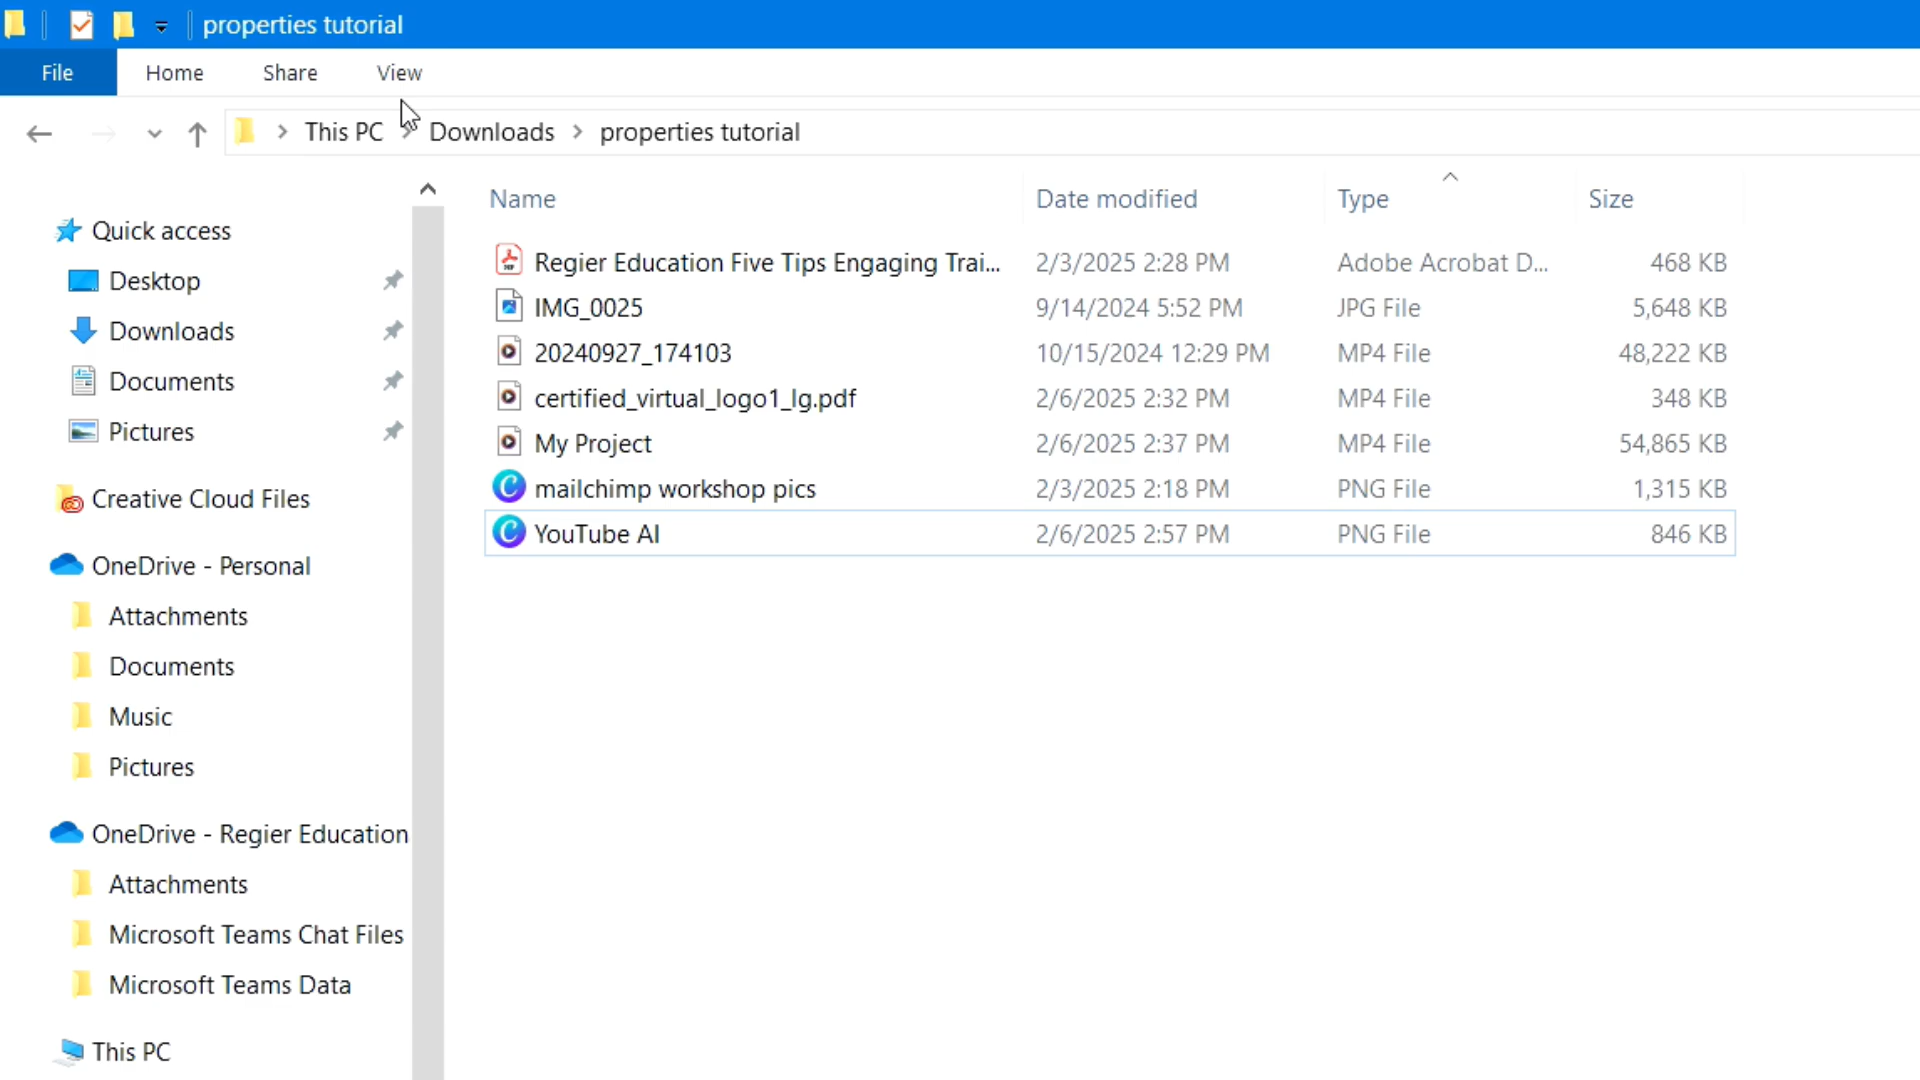 properties tutorial
File Home Share View
This PC Downloads properties tutorial
Name Date modified Type Size
Quick access
Desktop
Downloads
Documents
Pictures
Creative Cloud Files
OneDrive - Personal
Attachments
Documents
Music
Pictures
OneDrive - Regier Education
Attachments
Microsoft Teams Chat Files
Microsoft Teams Data
This PC
Regier Education Five Tips Engaging Trai... 2/3/2025 2:28 PM Adobe Acrobat D... 468 KB
IMG_0025 9/14/2024 5:52 PM JPG File 5,648 KB
20240927_174103 10/15/2024 12:29 PM MP4 File 48,222 KB
certified_virtual_logo1_lg.pdf 2/6/2025 2:32 PM MP4 File 348 KB
My Project 2/6/2025 2:37 PM MP4 File 54,865 KB
mailchimp workshop pics 2/3/2025 2:18 PM PNG File 1,315 KB
YouTube AI 2/6/2025 2:57 PM PNG File 846 KB